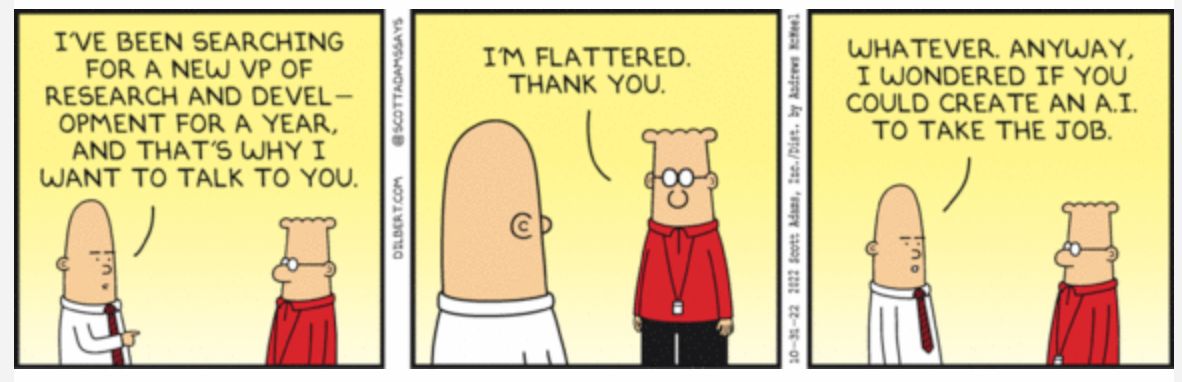 I'VE BEEN SEARCHING
FOR A NEW VP OF
RESEARCH AND DEVEL–
OPMENT FOR A YEAR,
AND THAT'S WHY I
WANT TO TALK TO YOU.
DILBERT.COM @SCOTTADAMSSAYS
I'M FLATTERED.
THANK YOU.
10-31-22 2022 Scott Adams, Inc./Dist. by Andrews McMeel
WHATEVER. ANYWAY,
I WONDERED IF YOU
COULD CREATE AN A.I.
TO TAKE THE JOB.